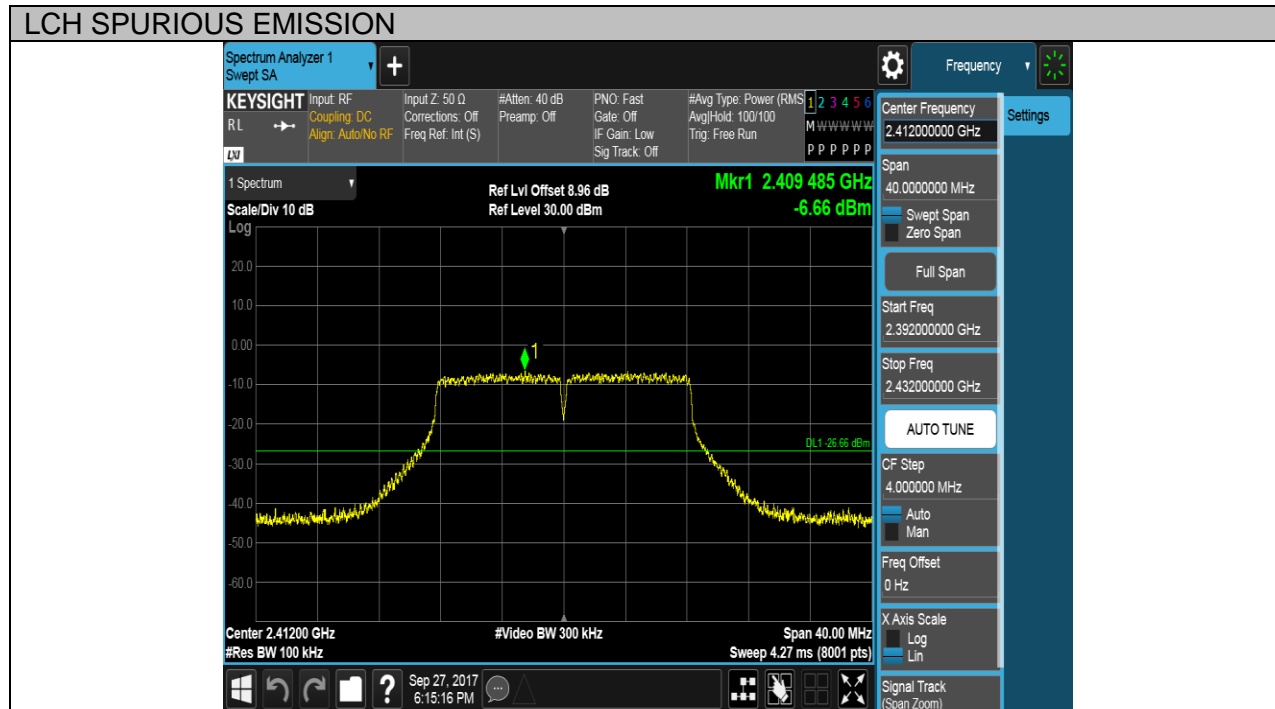 LCH SPURIOUS EMISSION
Spectrum Analyzer 1
Swept SA
Frequency
KEYSIGHT
RL
LXI
Input: RF
Coupling: DC
Align: Auto/No RF
Input Z: 50 Ω
Corrections: Off
Freq Ref: Int (S)
#Atten: 40 dB
Preamp: Off
PNO: Fast
Gate: Off
IF Gain: Low
Sig Track: Off
#Avg Type: Power (RMS
Avg|Hold: 100/100
Trig: Free Run
1 2 3 4 5 6
M W W W W W
P P P P P P
1 Spectrum
Scale/Div 10 dB
Log
Ref Lvl Offset 8.96 dB
Ref Level 30.00 dBm
Mkr1 2.409 485 GHz
-6.66 dBm
20.0
10.0
0.00
1
-10.0
-20.0
DL1 -26.66 dBm
-30.0
-40.0
-50.0
-60.0
Center 2.41200 GHz
#Video BW 300 kHz
Span 40.00 MHz
#Res BW 100 kHz
Sweep 4.27 ms (8001 pts)
?
Sep 27, 2017
6:15:16 PM
Center Frequency
2.412000000 GHz
Span
40.0000000 MHz
Swept Span
Zero Span
Full Span
Start Freq
2.392000000 GHz
Stop Freq
2.432000000 GHz
AUTO TUNE
CF Step
4.000000 MHz
Auto
Man
Freq Offset
0 Hz
X Axis Scale
Log
Lin
Signal Track
(Span Zoom)
Settings